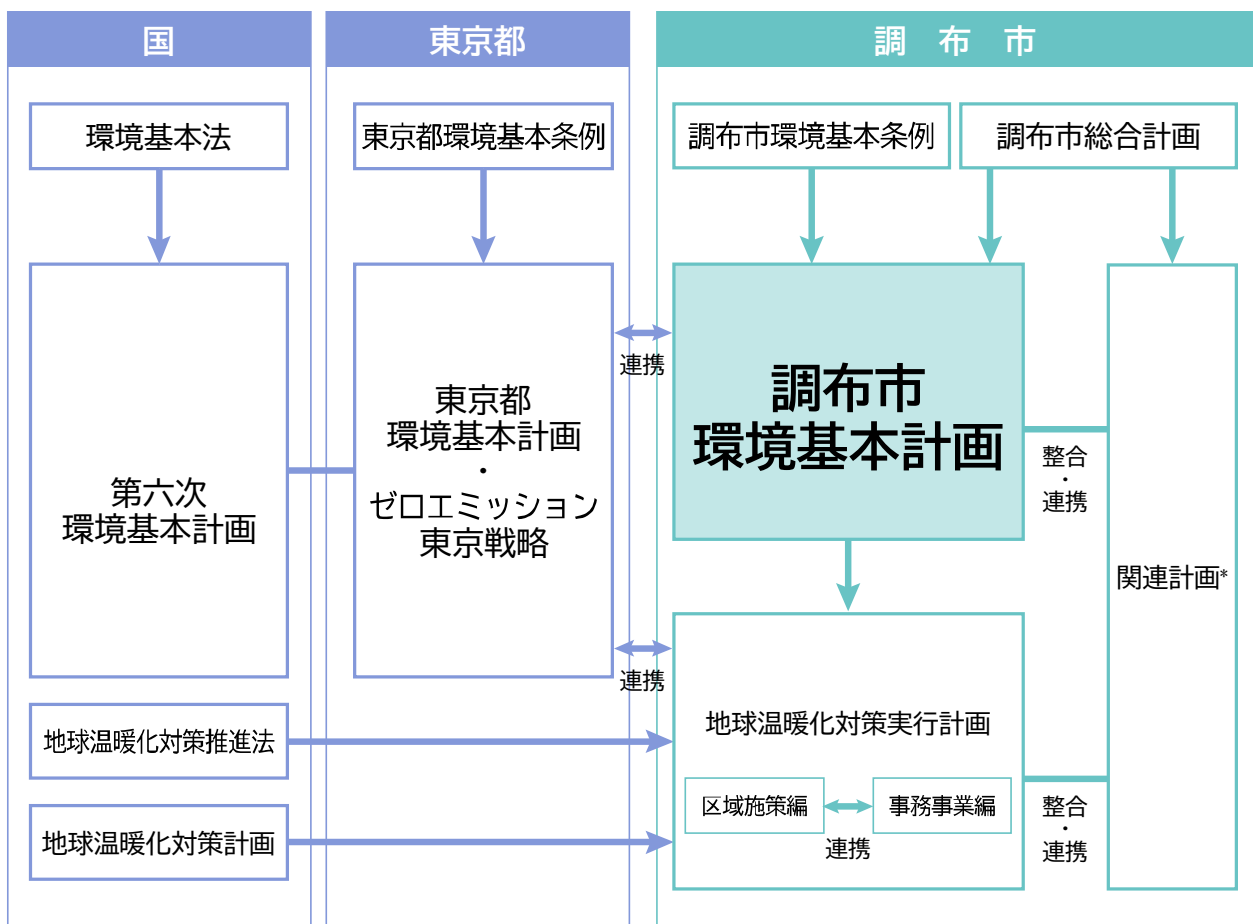 国
東京都
調 布 市
環境基本法
東京都環境基本条例
調布市環境基本条例
調布市総合計画
第六次
環境基本計画
東京都
環境基本計画
・
ゼロエミッション
東京戦略
連携
調布市
環境基本計画
整合
・
連携
関連計画*
連携
地球温暖化対策推進法
地球温暖化対策計画
地球温暖化対策実行計画
区域施策編
事務事業編
連携
整合
・
連携